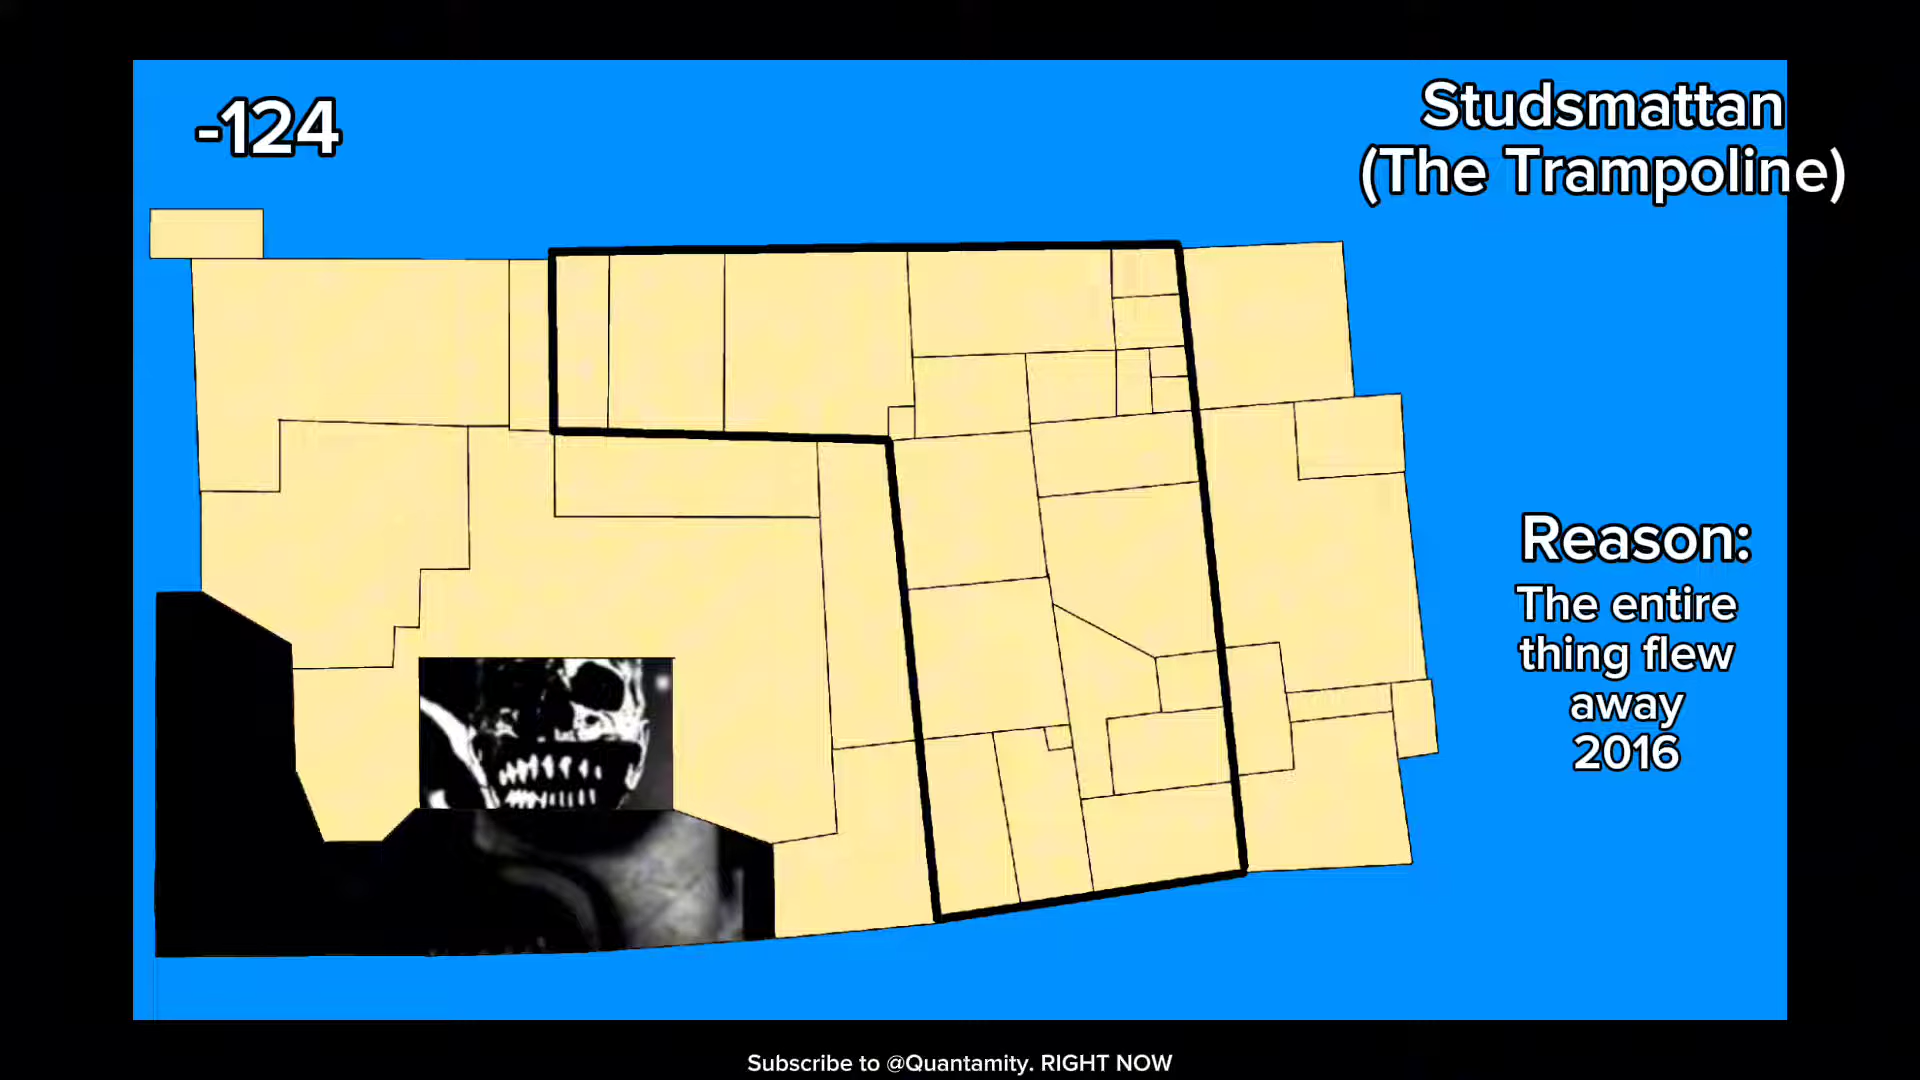 -124
Studsmattan
(The Trampoline)
Reason:
The entire
thing flew
away
2016
Subscribe to @Quantamity. RIGHT NOW